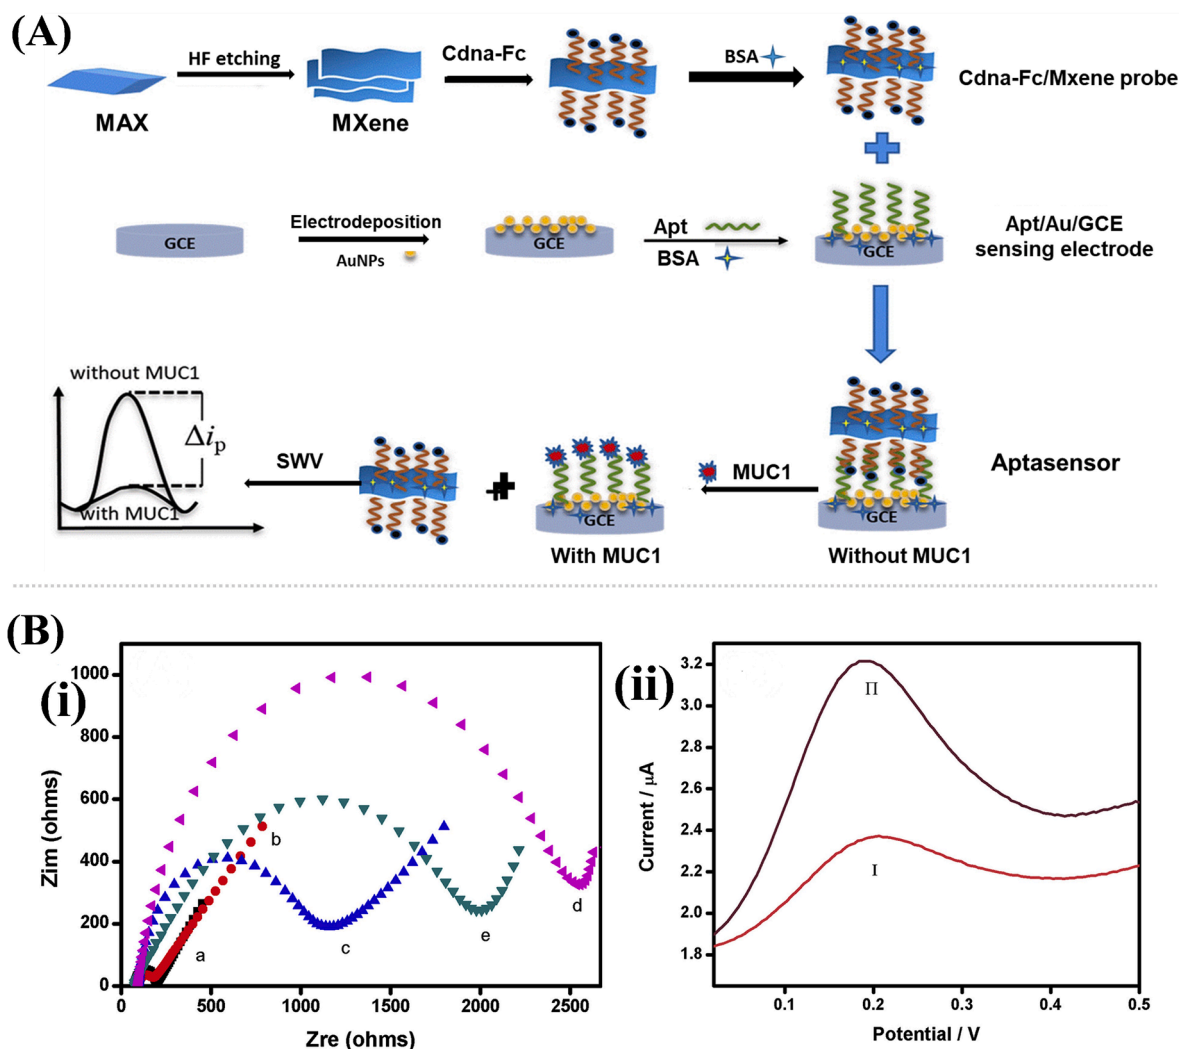 (A)
HF etching
Cdna-Fc
BSA
MAX
MXene
Cdna-Fc/Mxene probe
Electrodeposition
AuNPs
GCE
GCE
Apt
BSA
GCE
Apt/Au/GCE
sensing electrode
without MUC1
Δip
with MUC1
SWV
GCE
With MUC1
MUC1
GCE
Without MUC1
Aptasensor
(B)
(i)
1000
800
600
400
200
0
Zim (ohms)
a
b
c
e
d
0
500
1000
1500
2000
2500
Zre (ohms)
(ii)
3.2
3.0
2.8
2.6
2.4
2.2
2.0
1.8
Current / µA
Π
I
0.1
0.2
0.3
0.4
0.5
Potential / V